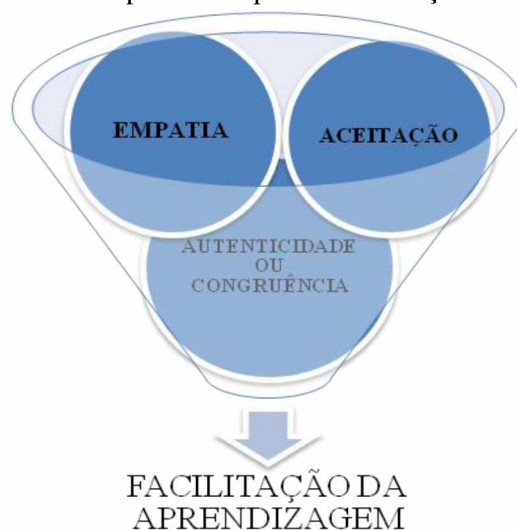 EMPATIA
ACEITAÇÃO
AUTENTICIDADE
OU
CONGRUÊNCIA
FACILITAÇÃO DA
APRENDIZAGEM